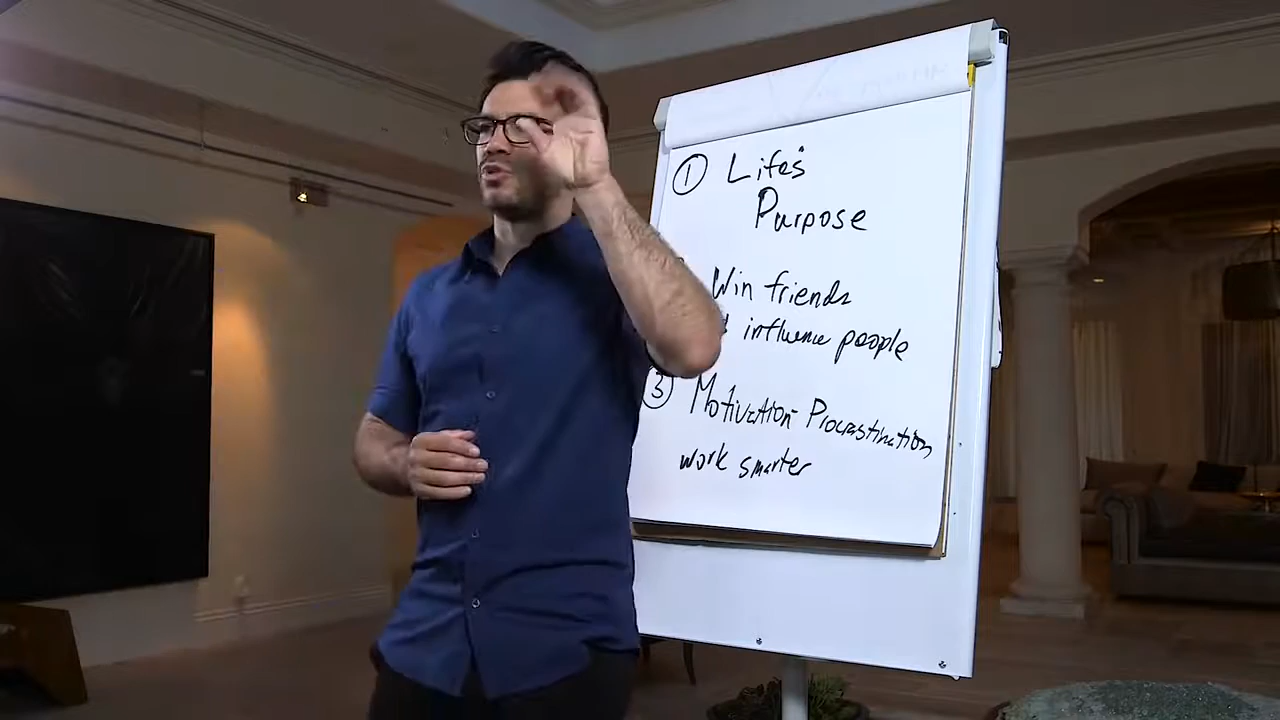 ① Life's
Purpose
Win friends
influence people
③ Motivation-Procrastination
work smarter